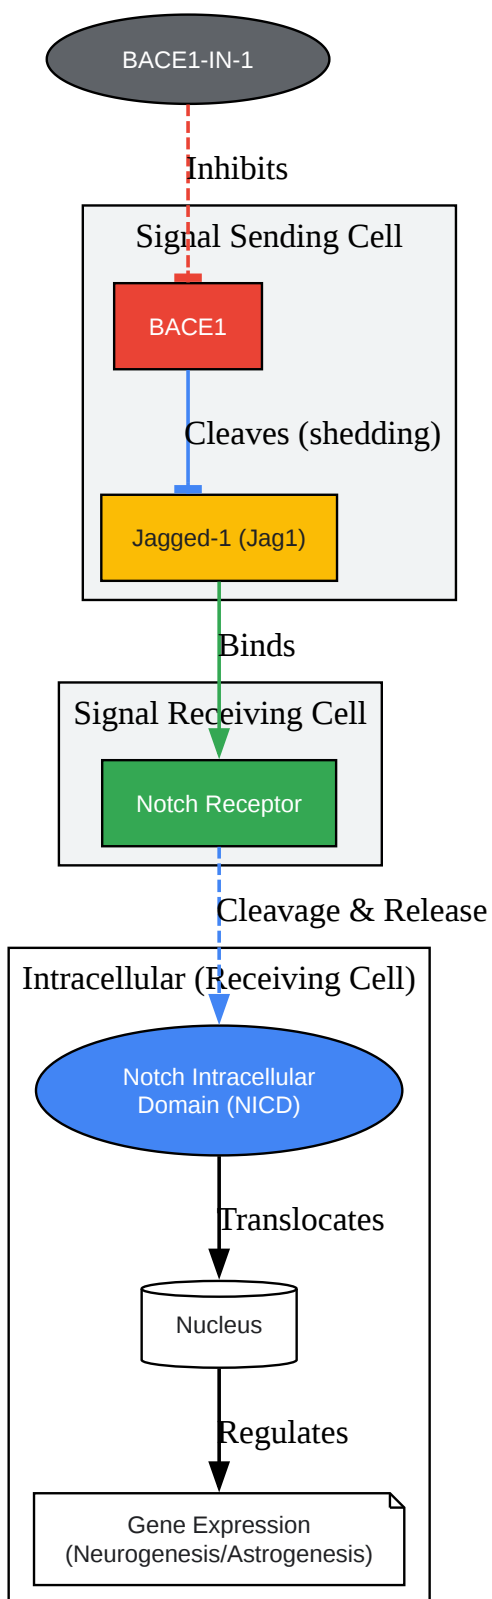 BACE1-IN-1
Inhibits
Signal Sending Cell
BACE1
Cleaves (shedding)
Jagged-1 (Jag1)
Binds
Signal Receiving Cell
Notch Receptor
Cleavage & Release
Intracellular (Receiving Cell)
Notch Intracellular
Domain (NICD)
Translocates
Nucleus
Regulates
Gene Expression
(Neurogenesis/Astrogenesis)